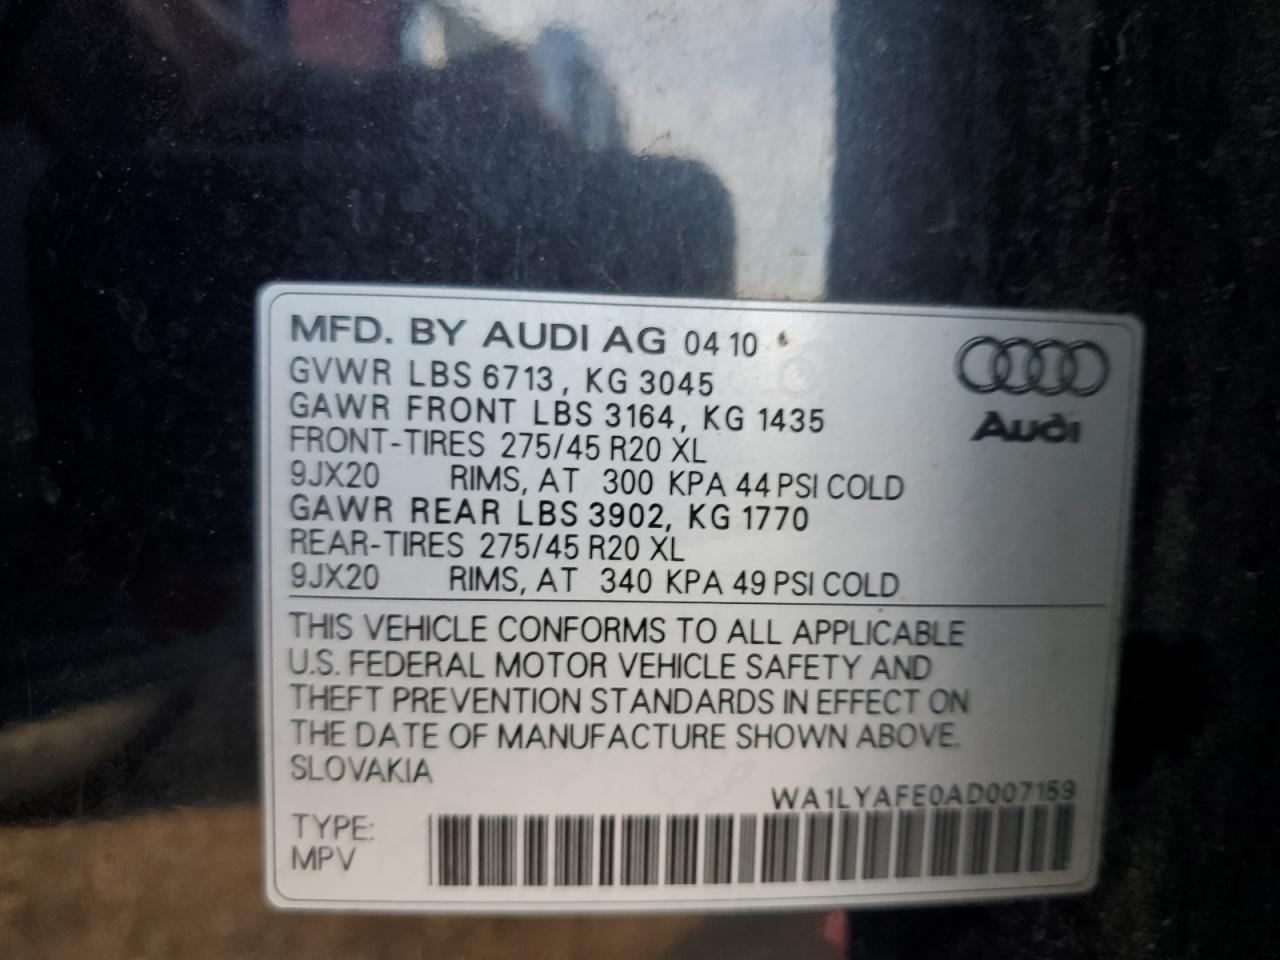 MFD. BY AUDI AG 04 10
GVWR LBS 6713, KG 3045
GAWR FRONT LBS 3164, KG 1435
FRONT-TIRES 275/45 R20 XL
9JX20 RIMS, AT 300 KPA 44 PSI COLD
GAWR REAR LBS 3902, KG 1770
REAR-TIRES 275/45 R20 XL
9JX20 RIMS, AT 340 KPA 49 PSI COLD
Audi
THIS VEHICLE CONFORMS TO ALL APPLICABLE
U.S. FEDERAL MOTOR VEHICLE SAFETY AND
THEFT PREVENTION STANDARDS IN EFFECT ON
THE DATE OF MANUFACTURE SHOWN ABOVE.
SLOVAKIA
WA1LYAFE0AD007159
TYPE:
MPV